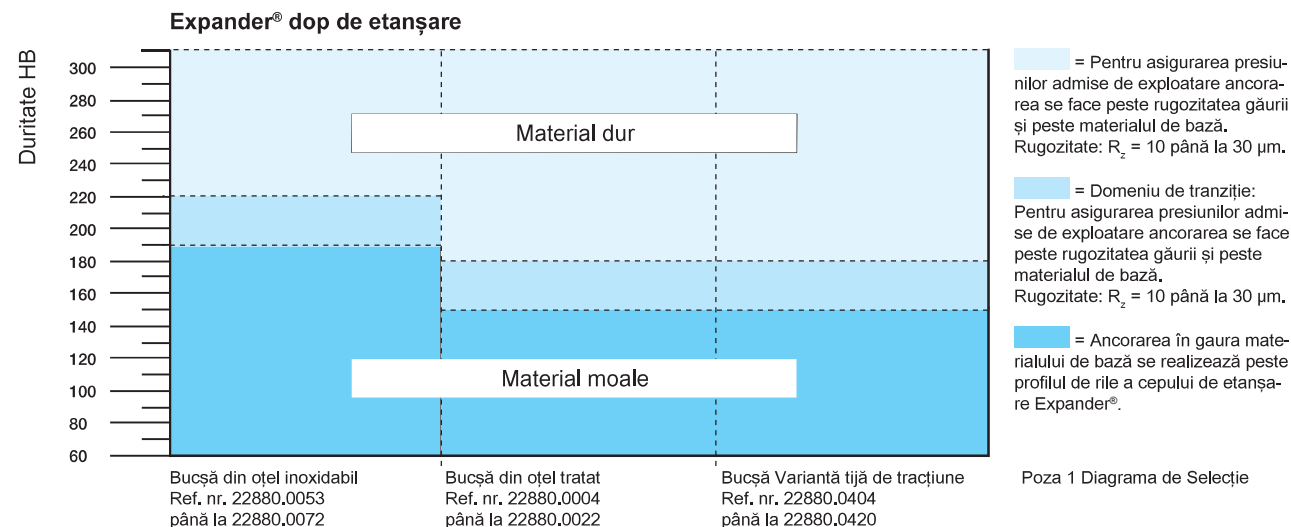 Expander® dop de etanșare
Duritate HB
300
280
260
240
220
200
180
160
140
120
100
80
60
Material dur
Material moale
Bucșă din oțel inoxidabil
Ref. nr. 22880.0053
până la 22880.0072
Bucșă din oțel tratat
Ref. nr. 22880.0004
până la 22880.0022
Bucșă Variantă tijă de tracțiune
Ref. nr. 22880.0404
până la 22880.0420
= Pentru asigurarea presiu-
nilor admise de exploatare ancora-
rea se face peste rugozitatea găurii
și peste materialul de bază.
Rugozitate: Rz = 10 până la 30 µm.
= Domeniu de tranziție:
Pentru asigurarea presiunilor admi-
se de exploatare ancorarea se face
peste rugozitatea găurii și peste
materialul de bază.
Rugozitate: Rz = 10 până la 30 µm.
= Ancorarea în gaura mate-
rialului de bază se realizează peste
profilul de rile a cepului de etanșa-
re Expander®.
Poza 1 Diagrama de Selecție